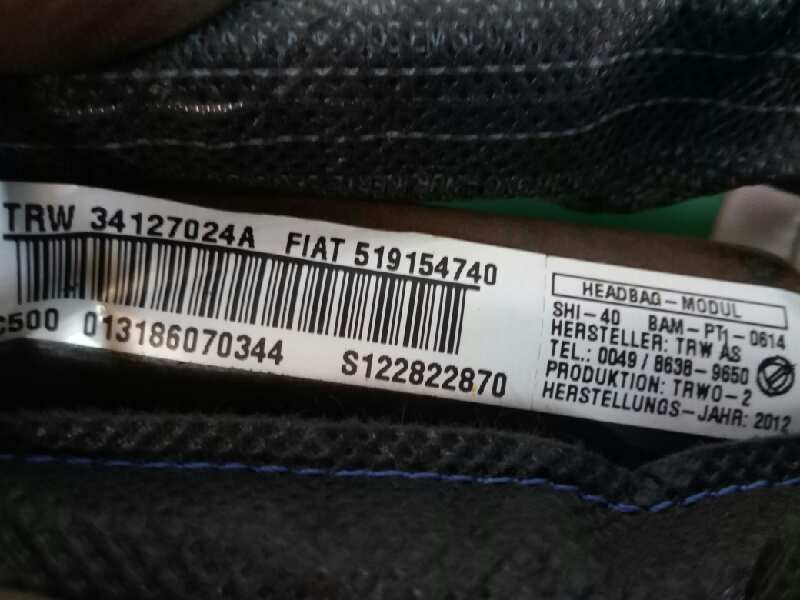 TRW 34127024A FIAT 519154740
C500 013186070344 S122822870
HEADBAG-MODUL
SHI-40 BAM-PT1-0614
HERSTELLER: TRW AS
TEL.: 0049 / 8638-9650
PRODUKTION: TRWO-2
HERSTELLUNGS-JAHR: 2012